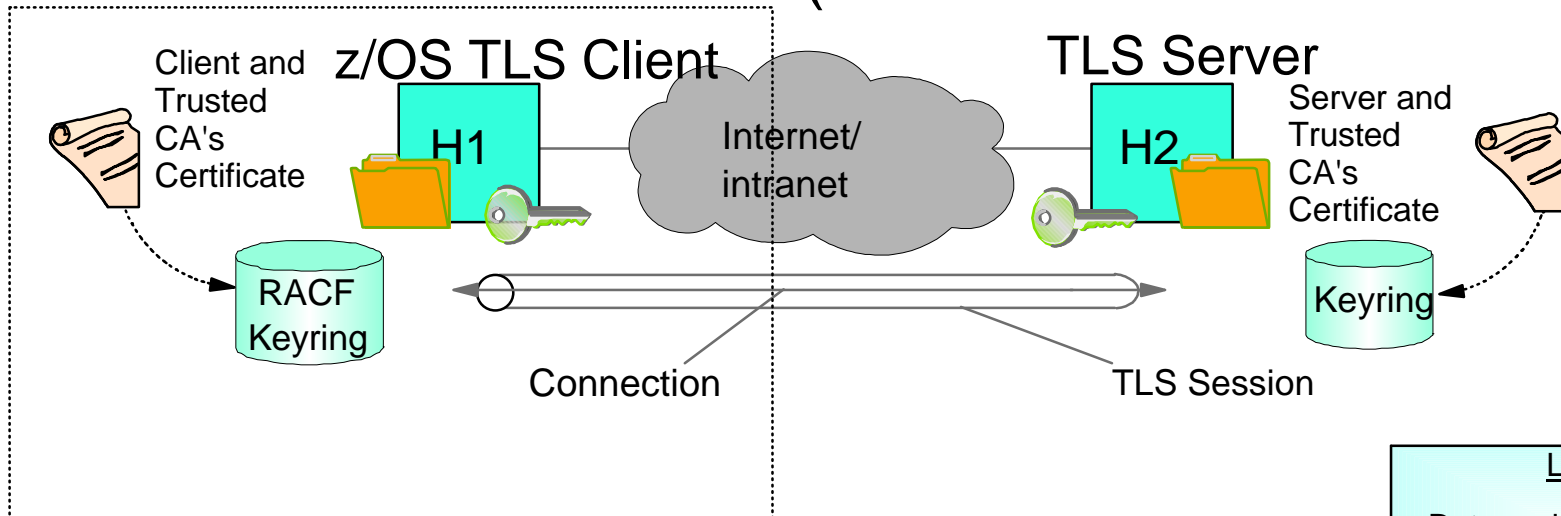 (
z/OS TLS Client
TLS Server
Client and
Trusted
CA's
Certificate
H1
Internet/
intranet
H2
Server and
Trusted
CA's
Certificate
RACF
Keyring
Keyring
Connection
TLS Session